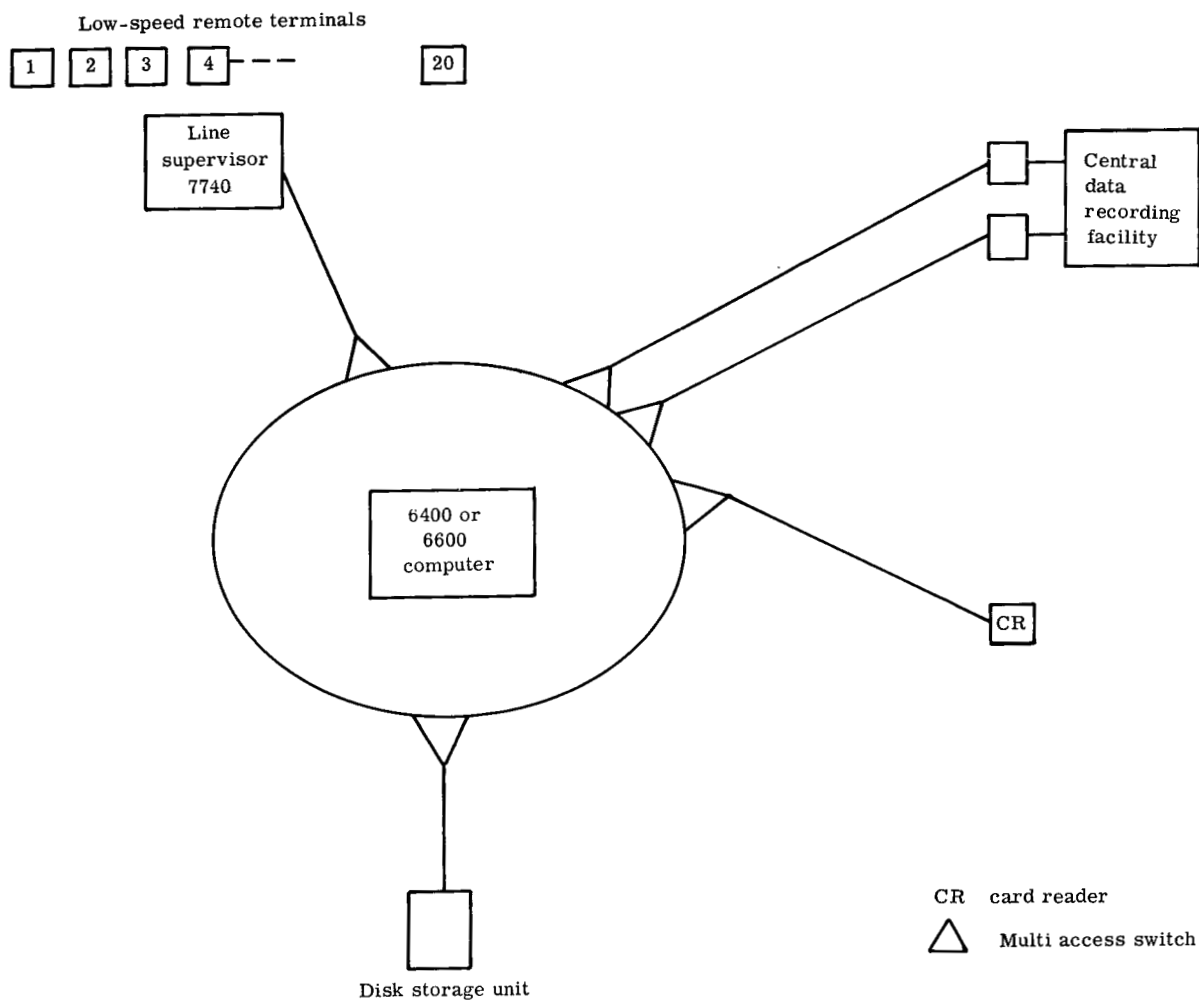 Low-speed remote terminals
1 2 3 4 20
Line
supervisor
7740
Central
data
recording
facility
6400 or
6600
computer
CR
CR card reader
Multi access switch
Disk storage unit